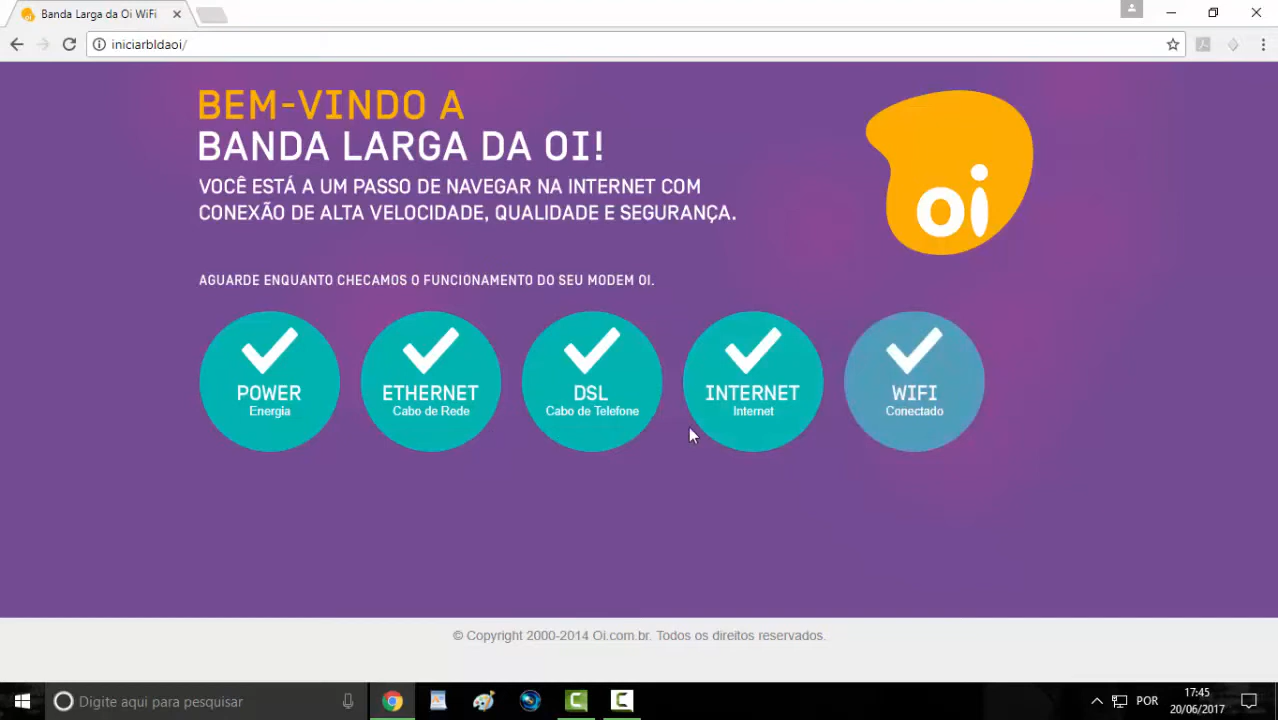 Banda Larga da Oi WiFi
iniciarbldaoi/
BEM-VINDO A
BANDA LARGA DA OI!
VOCÊ ESTÁ A UM PASSO DE NAVEGAR NA INTERNET COM
CONEXÃO DE ALTA VELOCIDADE, QUALIDADE E SEGURANÇA.
oi
AGUARDE ENQUANTO CHECAMOS O FUNCIONAMENTO DO SEU MODEM OI.
POWER
Energia
ETHERNET
Cabo de Rede
DSL
Cabo de Telefone
INTERNET
Internet
WIFI
Conectado
© Copyright 2000-2014 Oi.com.br. Todos os direitos reservados.
Digite aqui para pesquisar
POR
17:45
20/06/2017